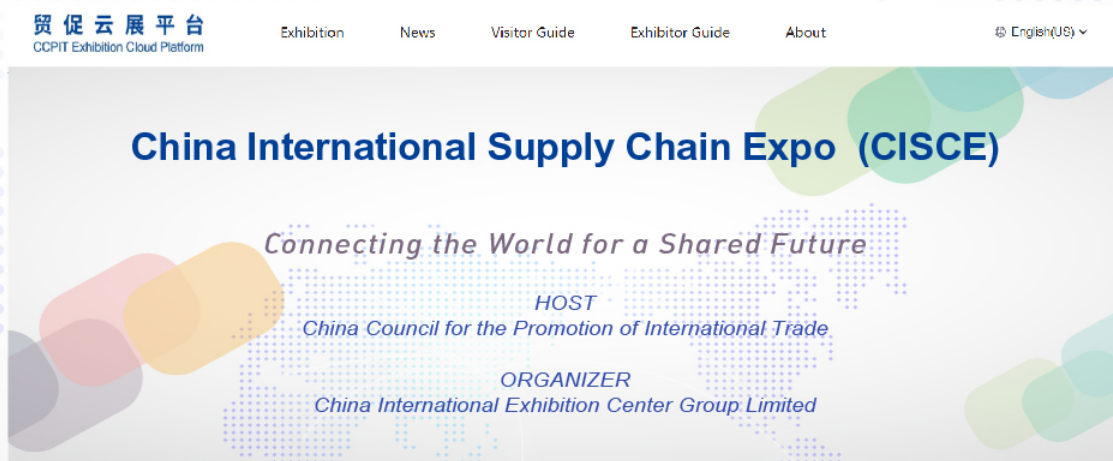 贸促云展平台
CCPIT Exhibition Cloud Platform
Exhibition News Visitor Guide Exhibitor Guide About English(US)
China International Supply Chain Expo (CISCE)
Connecting the World for a Shared Future
HOST
China Council for the Promotion of International Trade
ORGANIZER
China International Exhibition Center Group Limited